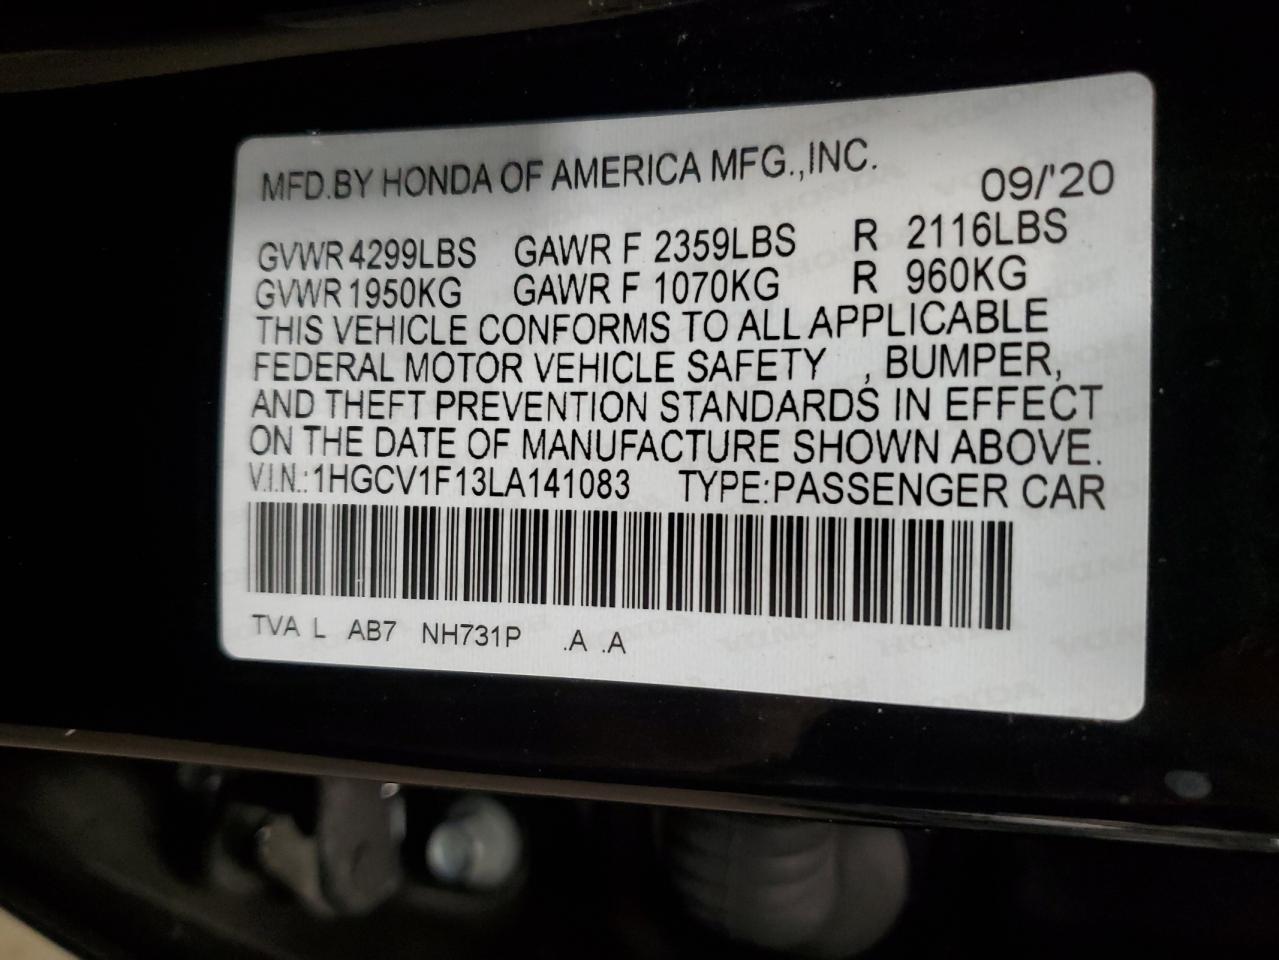 MFD.BY HONDA OF AMERICA MFG.,INC. 09/'20
GVWR 4299LBS GAWR F 2359LBS R 2116LBS
GVWR 1950KG GAWR F 1070KG R 960KG
THIS VEHICLE CONFORMS TO ALL APPLICABLE
FEDERAL MOTOR VEHICLE SAFETY , BUMPER,
AND THEFT PREVENTION STANDARDS IN EFFECT
ON THE DATE OF MANUFACTURE SHOWN ABOVE.
V.I.N.:1HGCV1F13LA141083 TYPE:PASSENGER CAR
TVA L AB7 NH731P .A .A